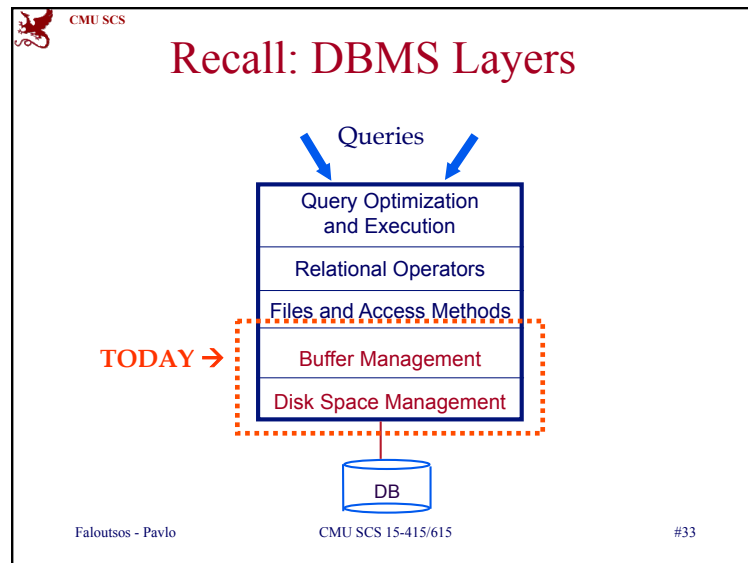 CMU SCS
Recall: DBMS Layers
Queries
Query Optimization
and Execution
Relational Operators
Files and Access Methods
TODAY →
Buffer Management
Disk Space Management
DB
Faloutsos - Pavlo CMU SCS 15-415/615 #33